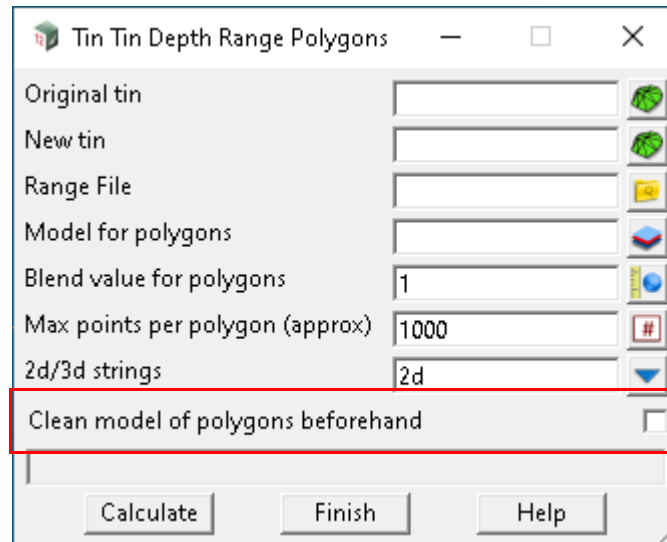 Tin Tin Depth Range Polygons
Original tin
New tin
Range File
Model for polygons
Blend value for polygons 1
Max points per polygon (approx) 1000 #
2d/3d strings 2d
Clean model of polygons beforehand
Calculate Finish Help